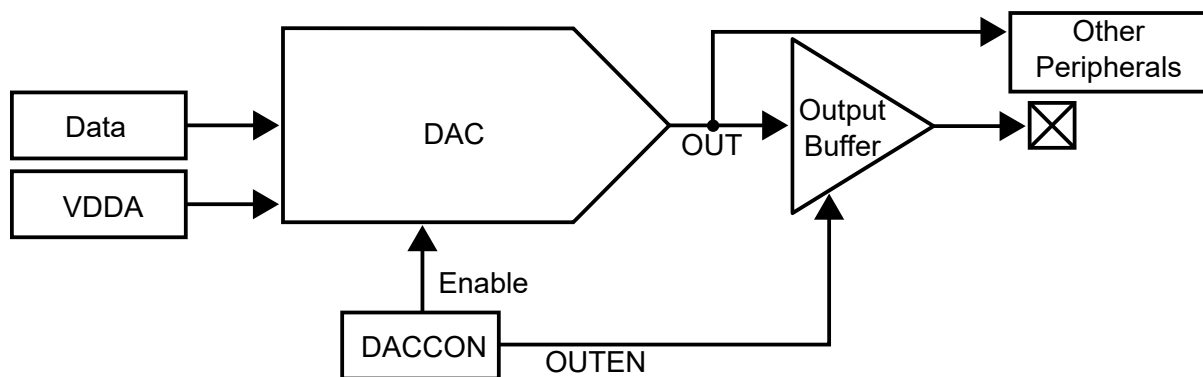 Other
Peripherals
Data
DAC
Output
Buffer
OUT
VDDA
Enable
DACCON
OUTEN